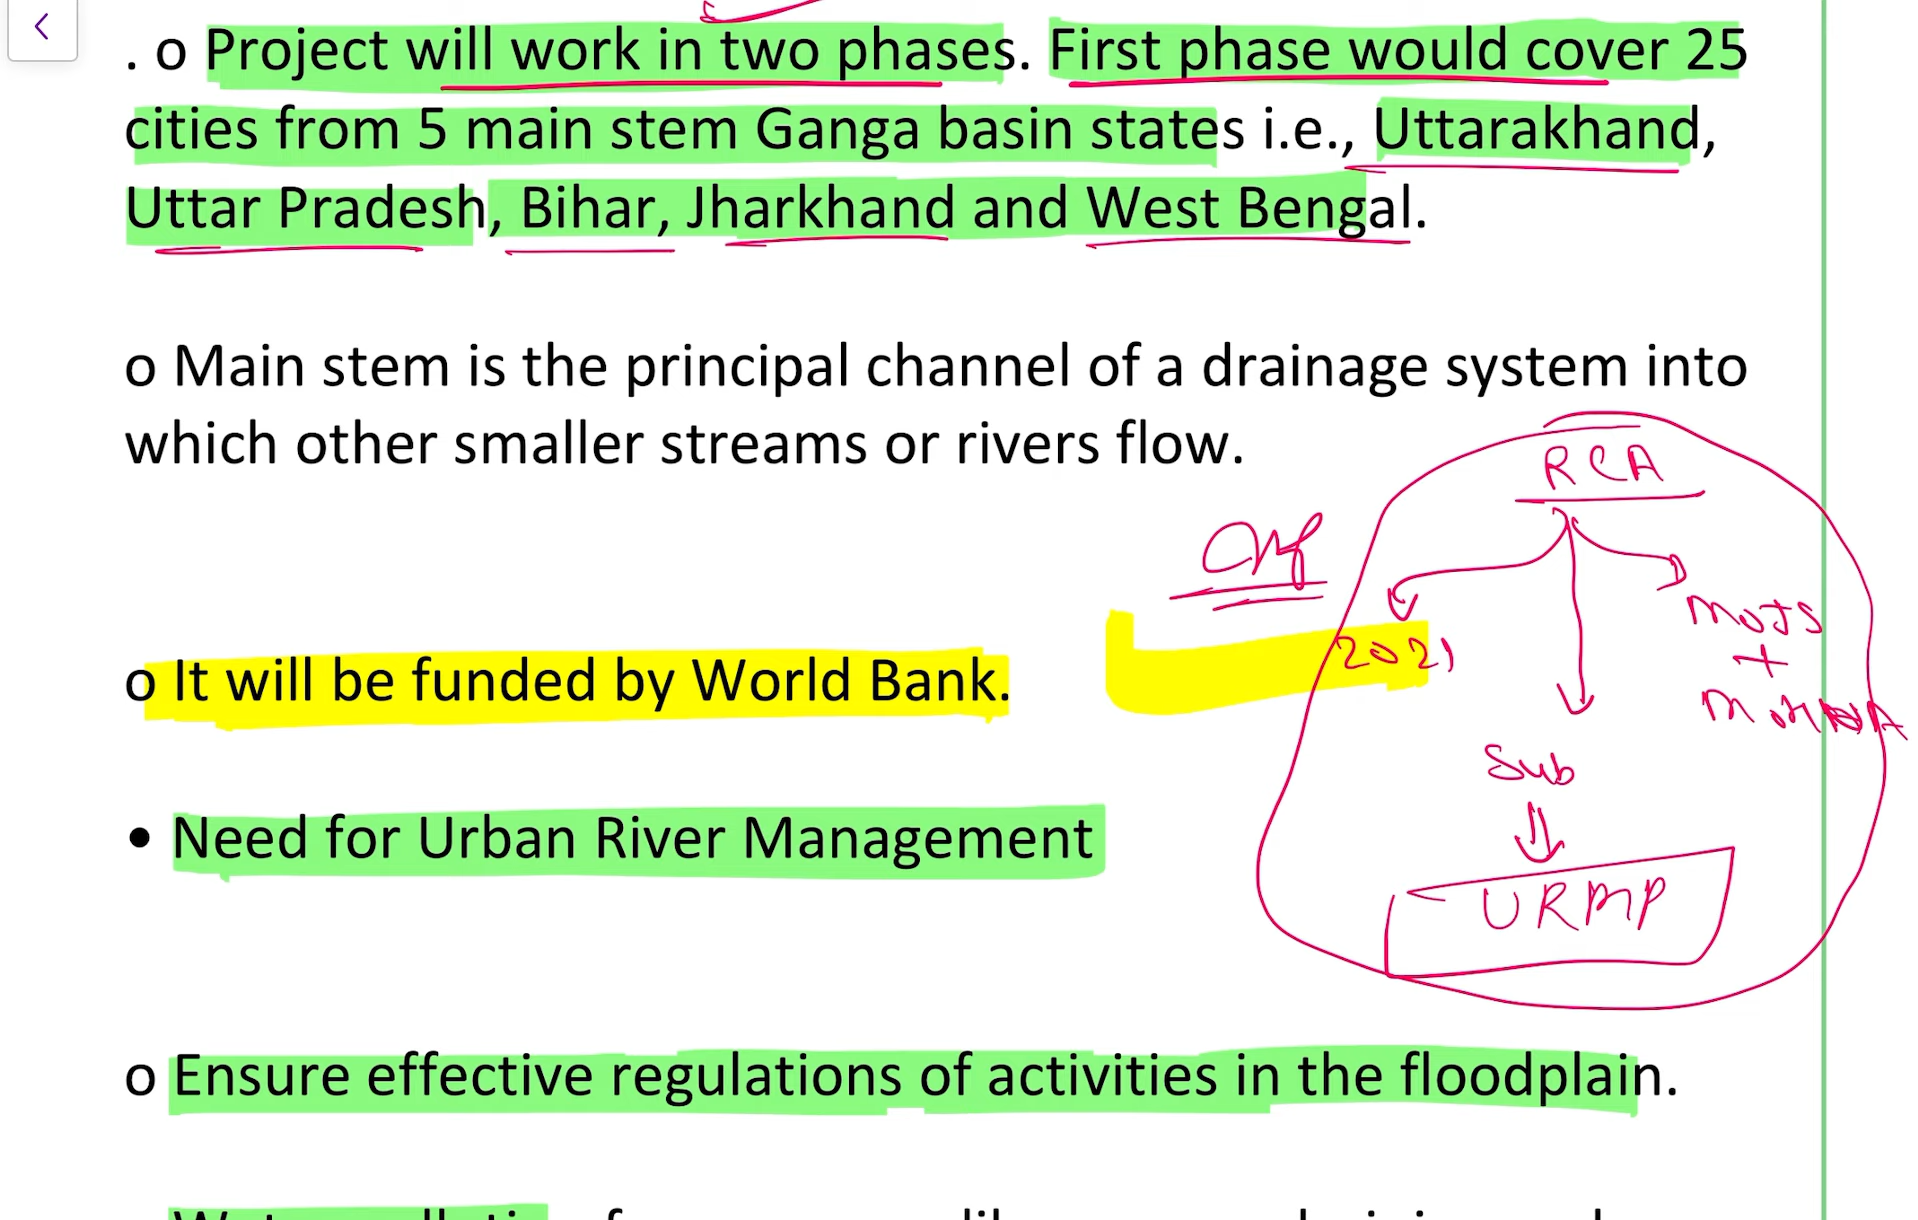 . o Project will work in two phases. First phase would cover 25
cities from 5 main stem Ganga basin states i.e., Uttarakhand,
Uttar Pradesh, Bihar, Jharkhand and West Bengal.
o Main stem is the principal channel of a drainage system into
which other smaller streams or rivers flow.
RCA
2021
MoJS
+
o It will be funded by World Bank.
Sub
• Need for Urban River Management
URMP
o Ensure effective regulations of activities in the floodplain.